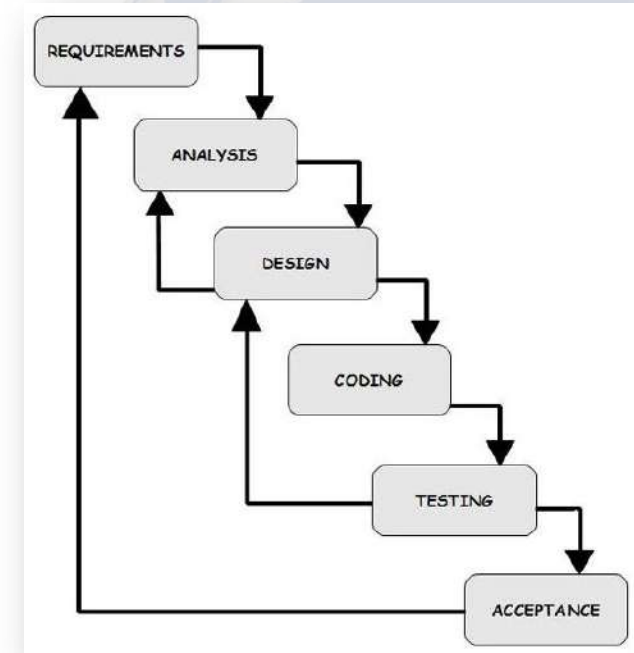 REQUIREMENTS
ANALYSIS
DESIGN
CODING
TESTING
ACCEPTANCE